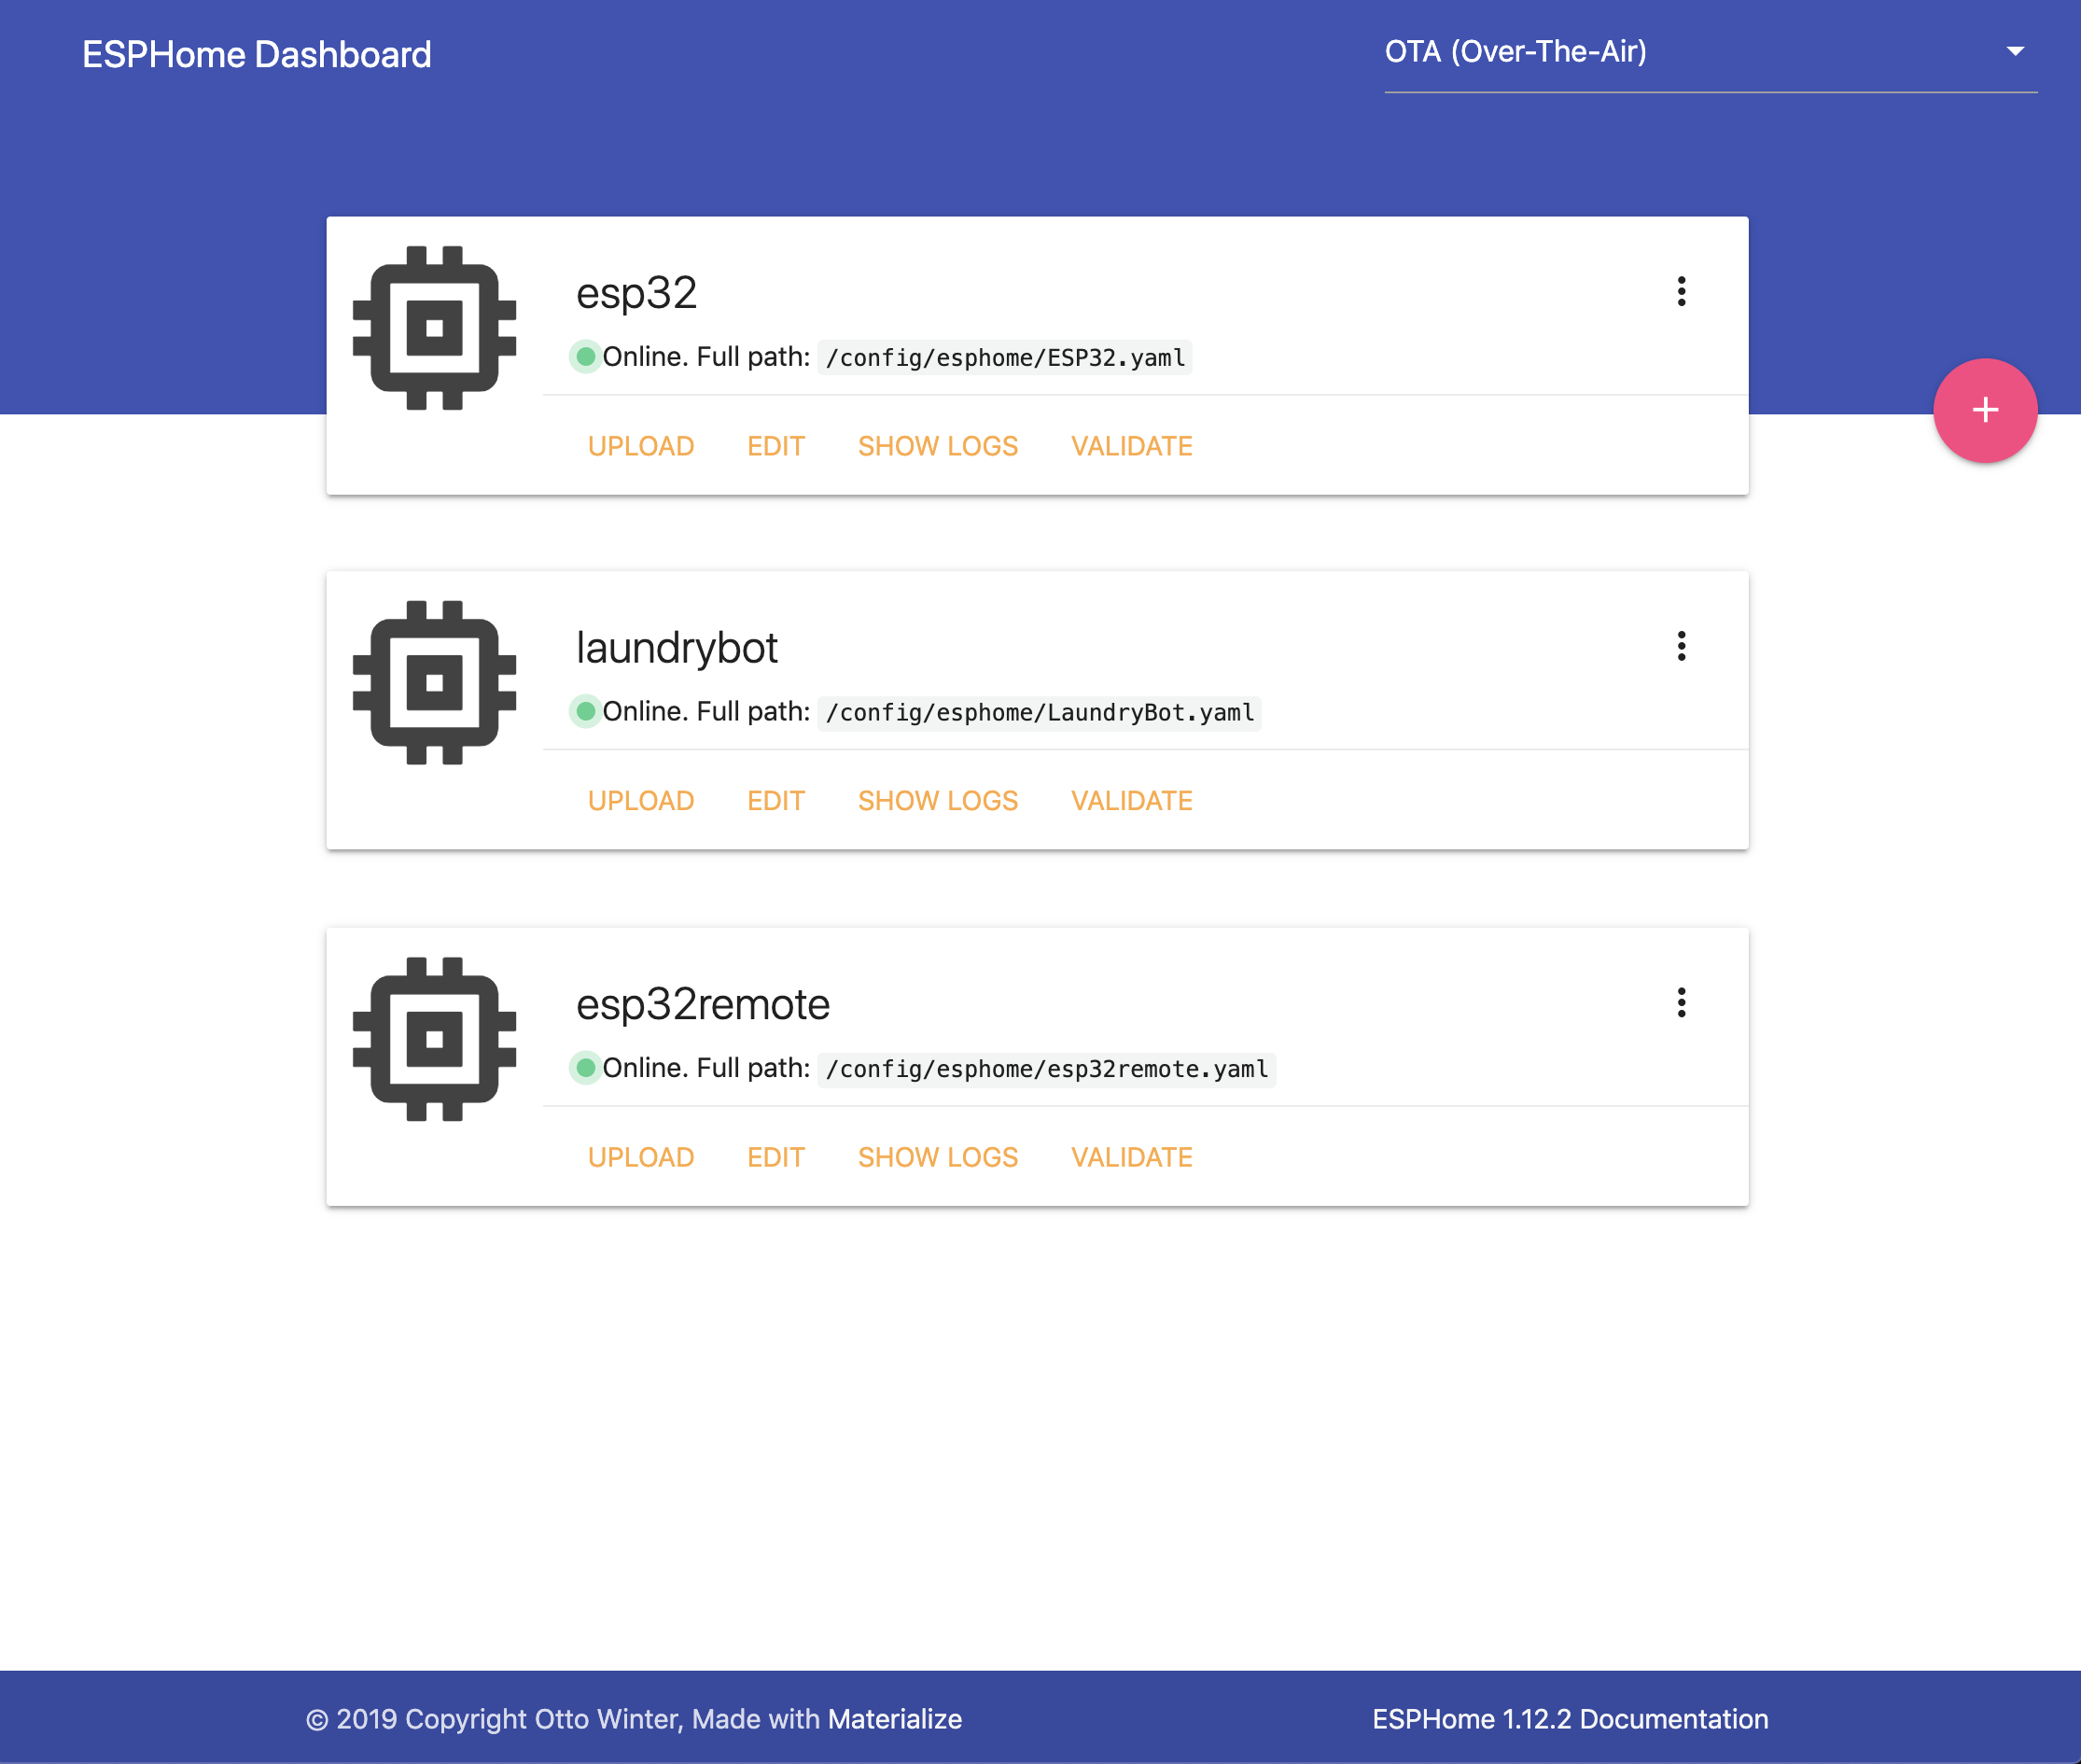 ESPHome Dashboard
OTA (Over-The-Air)
esp32
Online. Full path: /config/esphome/ESP32.yaml
UPLOAD EDIT SHOW LOGS VALIDATE
+
laundrybot
Online. Full path: /config/esphome/LaundryBot.yaml
UPLOAD EDIT SHOW LOGS VALIDATE
esp32remote
Online. Full path: /config/esphome/esp32remote.yaml
UPLOAD EDIT SHOW LOGS VALIDATE
© 2019 Copyright Otto Winter, Made with Materialize
ESPHome 1.12.2 Documentation